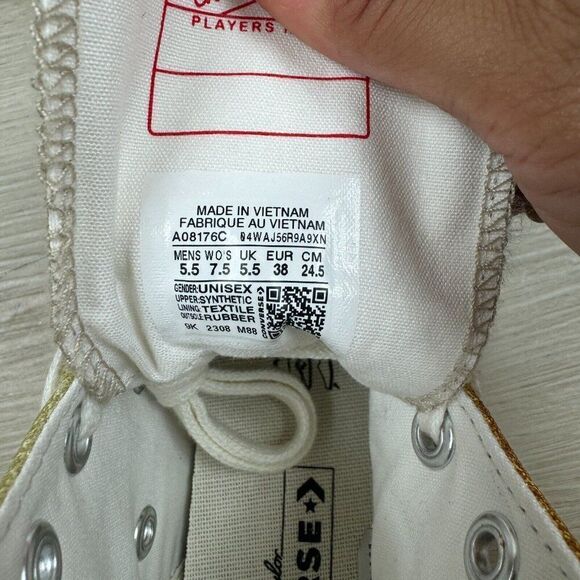 PLAYERS
MADE IN VIETNAM
FABRIQUE AU VIETNAM
A08176C 04WAJ56R9A9XN
MENS WO'S UK EUR CM
5.5 7.5 5.5 38 24.5
GENDER:UNISEX
UPPER:SYNTHETIC
LINING:TEXTILE
OUTSOLE:RUBBER
9K 2308 M88
CONVERSE